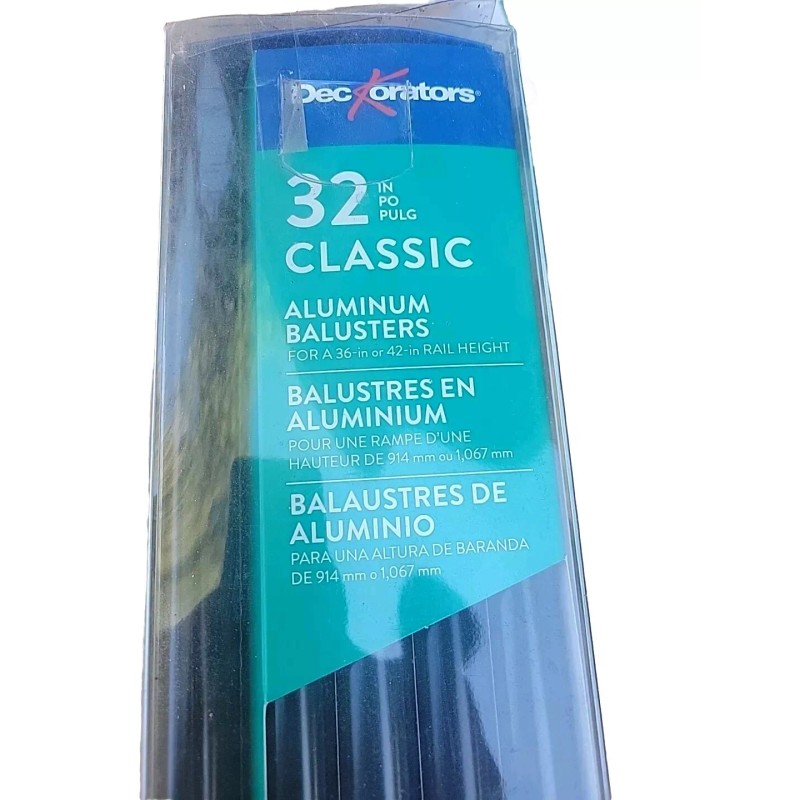 Deckorators®
32 IN
PO
PULG
CLASSIC
ALUMINUM
BALUSTERS
FOR A 36-in or 42-in RAIL HEIGHT
BALUSTRES EN
ALUMINIUM
POUR UNE RAMPE D'UNE
HAUTEUR DE 914 mm ou 1,067 mm
BALAUSTRES DE
ALUMINIO
PARA UNA ALTURA DE BARANDA
DE 914 mm o 1,067 mm